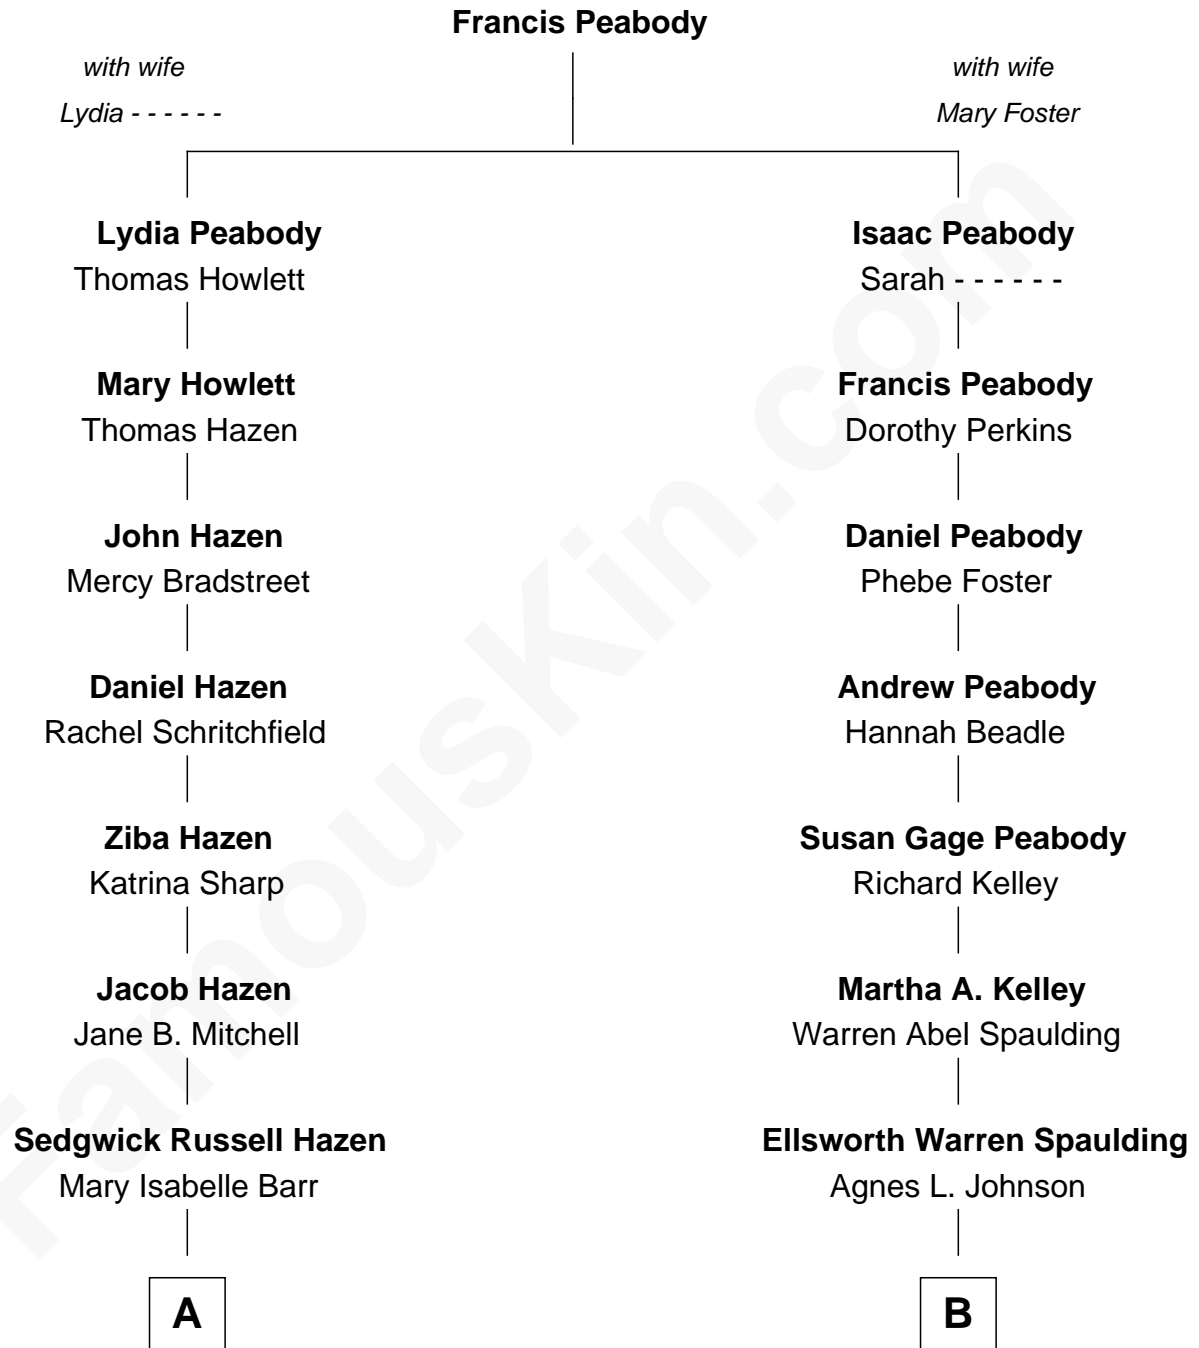 Francis Peabody
with wife
Lydia - - - - - -
with wife
Mary Foster
Lydia Peabody
Thomas Howlett
Isaac Peabody
Sarah - - - - - -
Mary Howlett
Thomas Hazen
Francis Peabody
Dorothy Perkins
John Hazen
Mercy Bradstreet
Daniel Peabody
Phebe Foster
Daniel Hazen
Rachel Schritchfield
Andrew Peabody
Hannah Beadle
Ziba Hazen
Katrina Sharp
Susan Gage Peabody
Richard Kelley
Jacob Hazen
Jane B. Mitchell
Martha A. Kelley
Warren Abel Spaulding
Sedgwick Russell Hazen
Mary Isabelle Barr
Ellsworth Warren Spaulding
Agnes L. Johnson
A
B
FamousKin.com